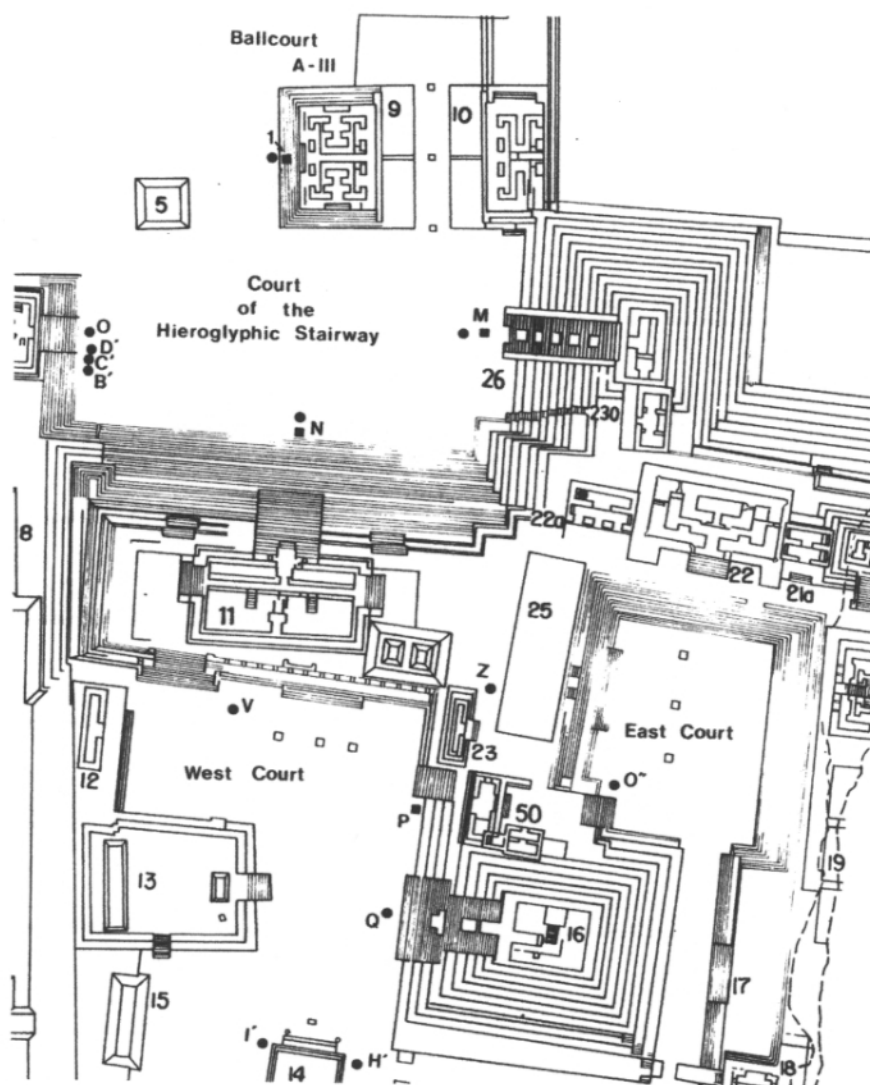 Ballcourt
A-III
9
10
1
5
Court
of the
Hieroglyphic Stairway
M
O
D'
C'
B'
26
N
230
22a
22
21a
8
11
25
Z
V
East Court
23
West Court
12
O~
P
50
13
19
Q
16
15
17
I'
H'
14
18